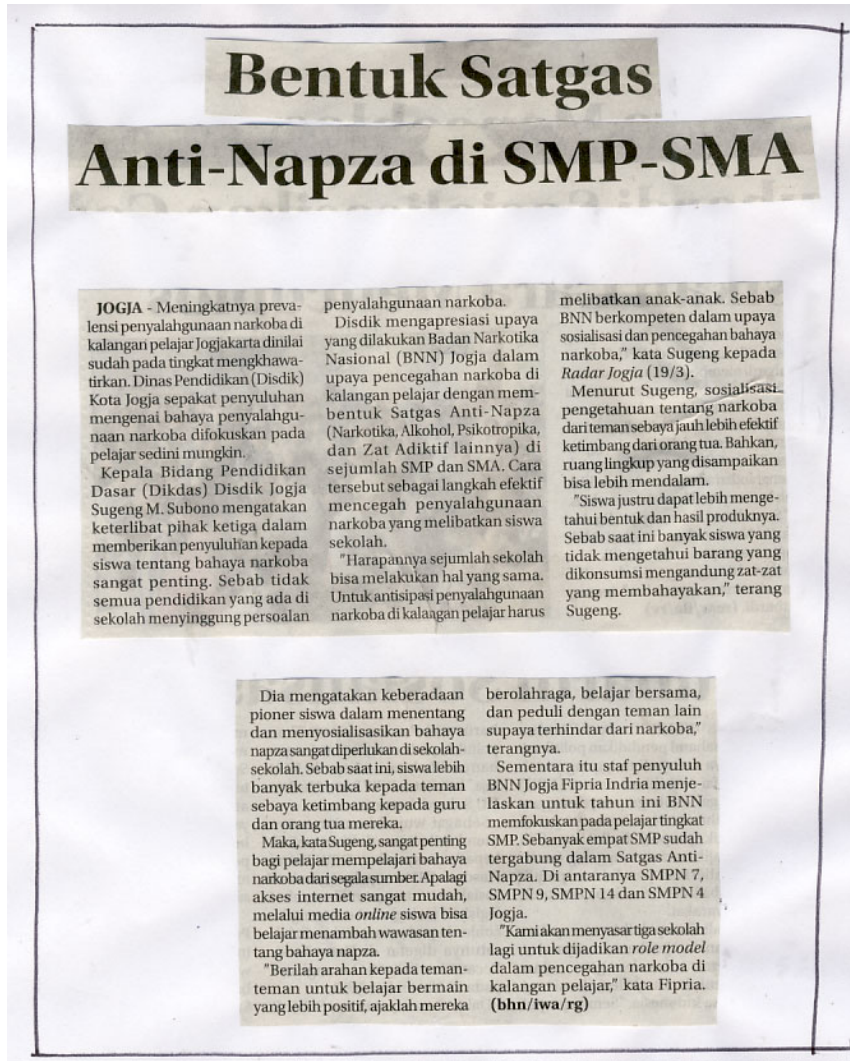 Bentuk Satgas
Anti-Napza di SMP-SMA
JOGJA - Meningkatnya preva-
lensi penyalahgunaan narkoba di
kalangan pelajar Jogjakarta dinilai
sudah pada tingkat mengkhawa-
tirkan. Dinas Pendidikan (Disdik)
Kota Jogja sepakat penyuluhan
mengenai bahaya penyalahgu-
naan narkoba difokuskan pada
pelajar sedini mungkin.
Kepala Bidang Pendidikan
Dasar (Dikdas) Disdik Jogja
Sugeng M. Subono mengatakan
keterlibat pihak ketiga dalam
memberikan penyuluhan kepada
siswa tentang bahaya narkoba
sangat penting. Sebab tidak
semua pendidikan yang ada di
sekolah menyinggung persoalan
penyalahgunaan narkoba.
Disdik mengapresiasi upaya
yang dilakukan Badan Narkotika
Nasional (BNN) Jogja dalam
upaya pencegahan narkoba di
kalangan pelajar dengan mem-
bentuk Satgas Anti-Napza
(Narkotika, Alkohol, Psikotropika,
dan Zat Adiktif lainnya) di
sejumlah SMP dan SMA. Cara
tersebut sebagai langkah efektif
mencegah penyalahgunaan
narkoba yang melibatkan siswa
sekolah.
"Harapannya sejumlah sekolah
bisa melakukan hal yang sama.
Untuk antisipasi penyalahgunaan
narkoba di kalangan pelajar harus
melibatkan anak-anak. Sebab
BNN berkompeten dalam upaya
sosialisasi dan pencegahan bahaya
narkoba," kata Sugeng kepada
Radar Jogja (19/3).
Menurut Sugeng, sosialisasi
pengetahuan tentang narkoba
dari teman sebaya jauh lebih efektif
ketimbang dari orang tua. Bahkan,
ruang lingkup yang disampaikan
bisa lebih mendalam.
"Siswa justru dapat lebih menge-
tahui bentuk dan hasil produknya.
Sebab saat ini banyak siswa yang
tidak mengetahui barang yang
dikonsumsi mengandung zat-zat
yang membahayakan," terang
Sugeng.
Dia mengatakan keberadaan
pioner siswa dalam menentang
dan menyosialisasikan bahaya
napza sangat diperlukan di sekolah-
sekolah. Sebab saat ini, siswa lebih
banyak terbuka kepada teman
sebaya ketimbang kepada guru
dan orang tua mereka.
Maka, kata Sugeng, sangat penting
bagi pelajar mempelajari bahaya
narkoba dari segala sumber. Apalagi
akses internet sangat mudah,
melalui media online siswa bisa
belajar menambah wawasan ten-
tang bahaya napza.
"Berilah arahan kepada teman-
teman untuk belajar bermain
yang lebih positif, ajaklah mereka
berolahraga, belajar bersama,
dan peduli dengan teman lain
supaya terhindar dari narkoba,"
terangnya.
Sementara itu staf penyuluh
BNN Jogja Fipria Indria menje-
laskan untuk tahun ini BNN
memfokuskan pada pelajar tingkat
SMP. Sebanyak empat SMP sudah
tergabung dalam Satgas Anti-
Napza. Di antaranya SMPN 7,
SMPN 9, SMPN 14 dan SMPN 4
Jogja.
"Kami akan menyasar tiga sekolah
lagi untuk dijadikan role model
dalam pencegahan narkoba di
kalangan pelajar," kata Fipria.
(bhn/iwa/rg)